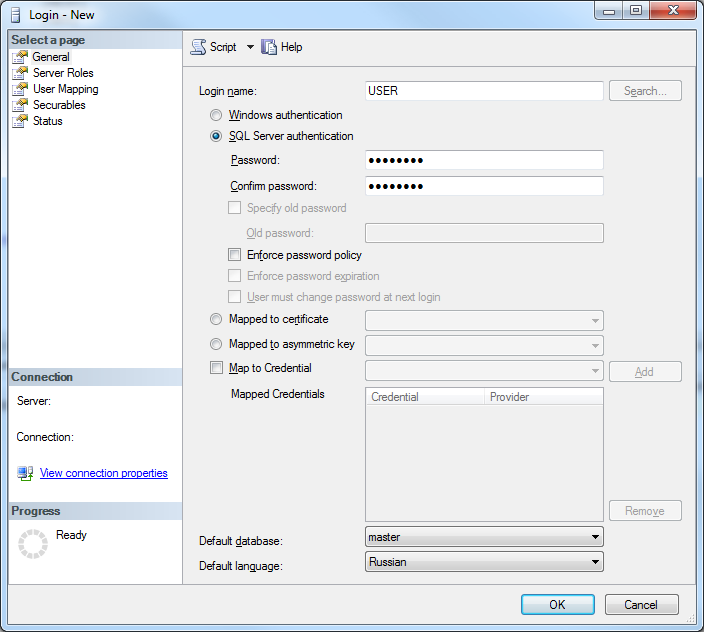 Login - New
Select a page
General
Server Roles
User Mapping
Securables
Status
Script
Help
Login name:
USER
Search...
Windows authentication
SQL Server authentication
Password:
●●●●●●●●
Confirm password:
●●●●●●●●
Specify old password
Old password:
Enforce password policy
Enforce password expiration
User must change password at next login
Mapped to certificate
Mapped to asymmetric key
Map to Credential
Add
Mapped Credentials
Credential
Provider
Remove
Default database:
master
Default language:
Russian
Connection
Server:
Connection:
View connection properties
Progress
Ready
OK
Cancel